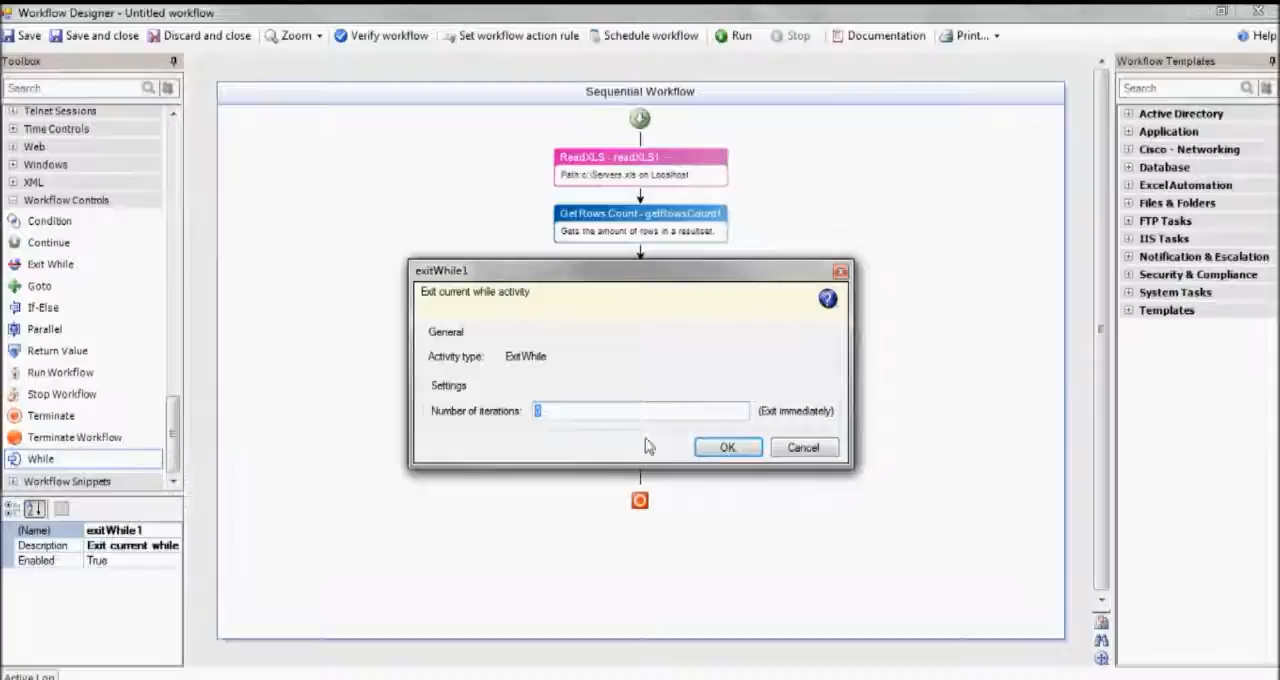 Workflow Designer - Untitled workflow
Save Save and close Discard and close Zoom Verify workflow Set workflow action rule Schedule workflow Run Stop Documentation Print... Help
Toolbox
Search
Telnet Sessions
Time Controls
Web
Windows
XML
Workflow Controls
Condition
Continue
Exit While
Goto
If-Else
Parallel
Return Value
Run Workflow
Stop Workflow
Terminate
Terminate Workflow
While
Workflow Snippets
(Name) exitWhile1
Description Exit current while
Enabled True
Active Log
Sequential Workflow
ReadXLS - readXLS1
Path:c:\Servers.xls on Localhost
Get Rows Count - getRowsCount1
Gets the amount of rows in a resultset.
exitWhile1
Exit current while activity
General
Activity type: ExitWhile
Settings
Number of iterations: 0 (Exit immediately)
OK Cancel
Workflow Templates
Search
Active Directory
Application
Cisco - Networking
Database
Excel Automation
Files & Folders
FTP Tasks
IIS Tasks
Notification & Escalation
Security & Compliance
System Tasks
Templates